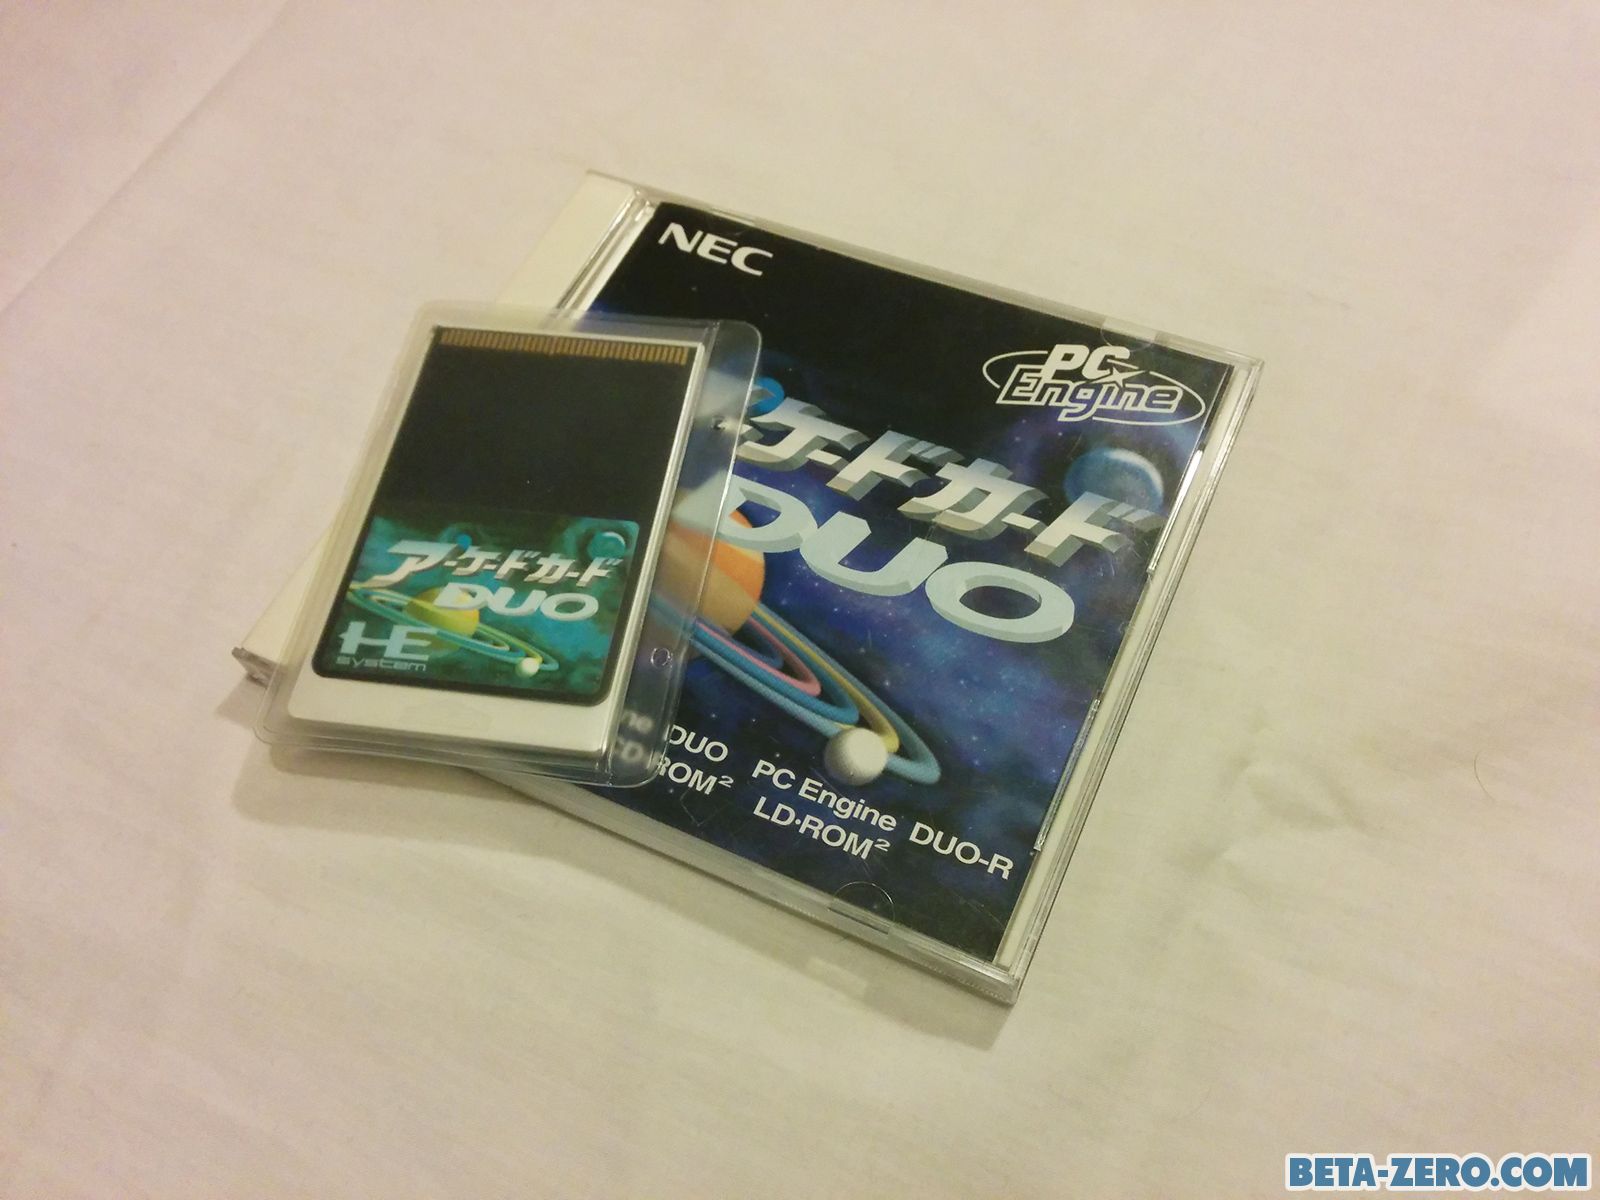 NEC
PC Engine
ケードカード
DUO
アーケードカード
DUO
HE
system
DUO PC Engine DUO-R
ROM² LD-ROM²
BETA-ZERO.COM